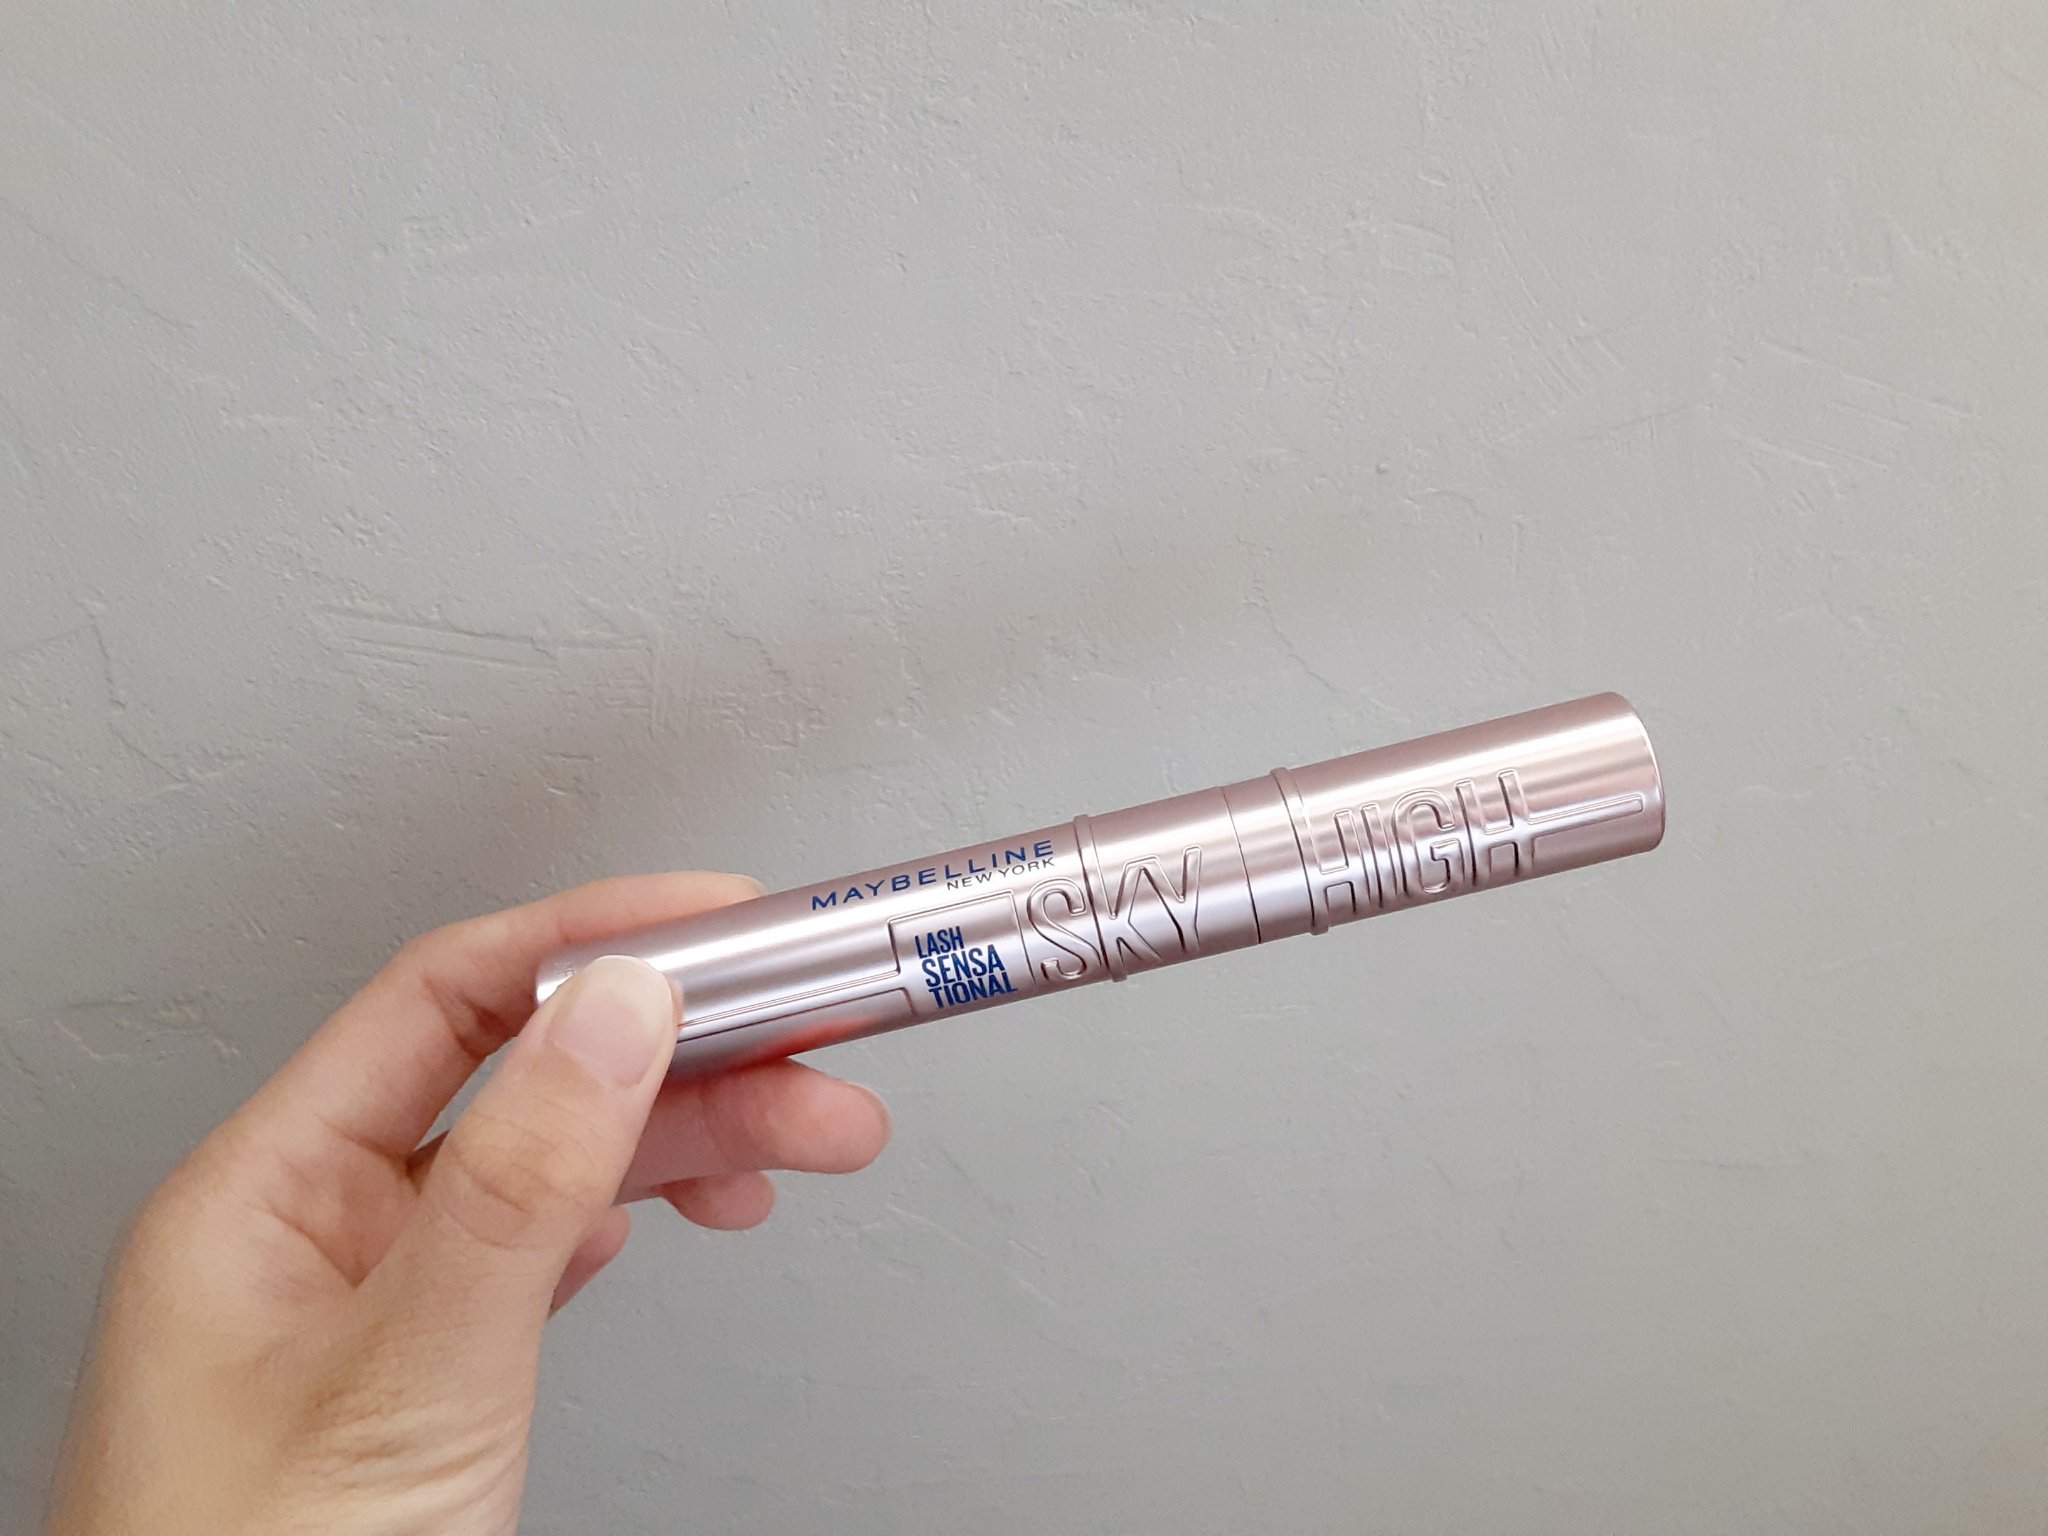 MAYBELLINE
NEW YORK
LASH
SENSA
TIONAL
SKY HIGH